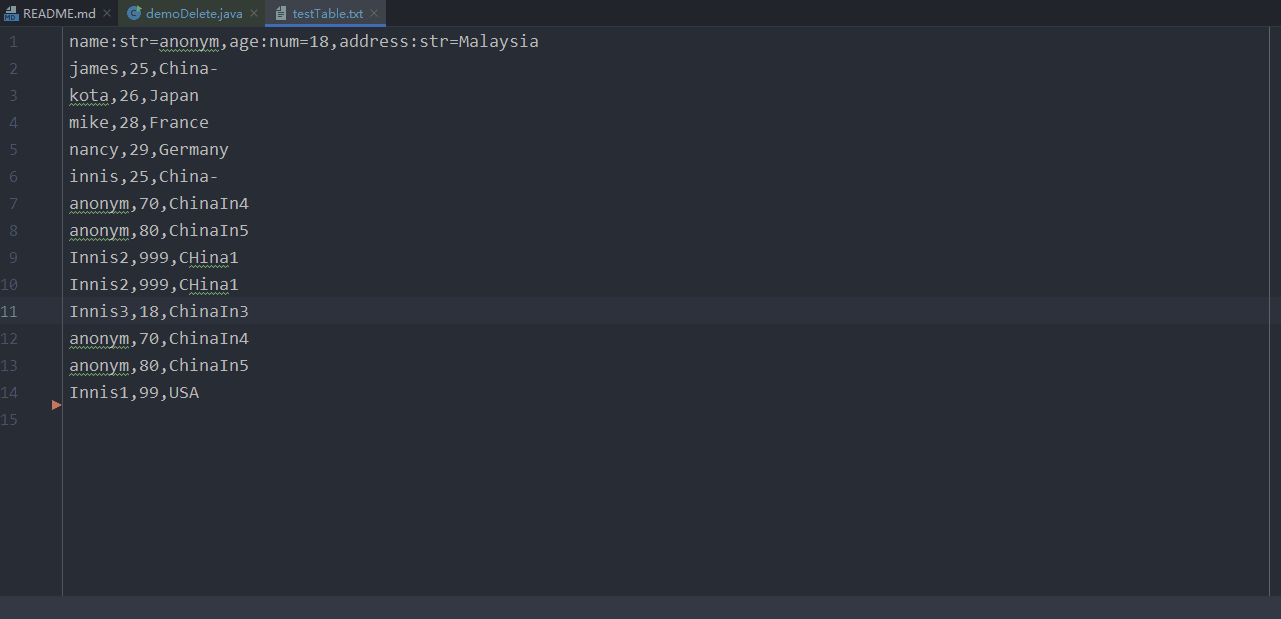 README.md demoDelete.java testTable.txt
1 name:str=anonym,age:num=18,address:str=Malaysia
2 james,25,China-
3 kota,26,Japan
4 mike,28,France
5 nancy,29,Germany
6 innis,25,China-
7 anonym,70,ChinaIn4
8 anonym,80,ChinaIn5
9 Innis2,999,CHina1
10 Innis2,999,CHina1
11 Innis3,18,ChinaIn3
12 anonym,70,ChinaIn4
13 anonym,80,ChinaIn5
14 Innis1,99,USA
15